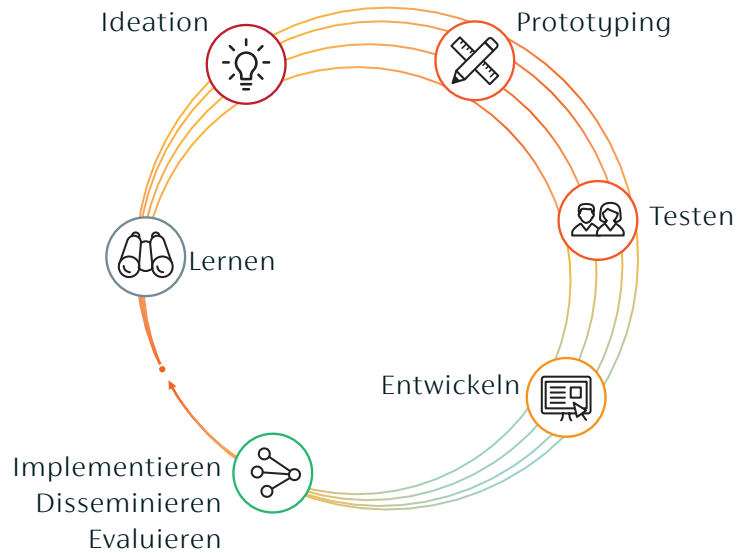 Ideation
Prototyping
Testen
Lernen
Entwickeln
Implementieren
Disseminieren
Evaluieren